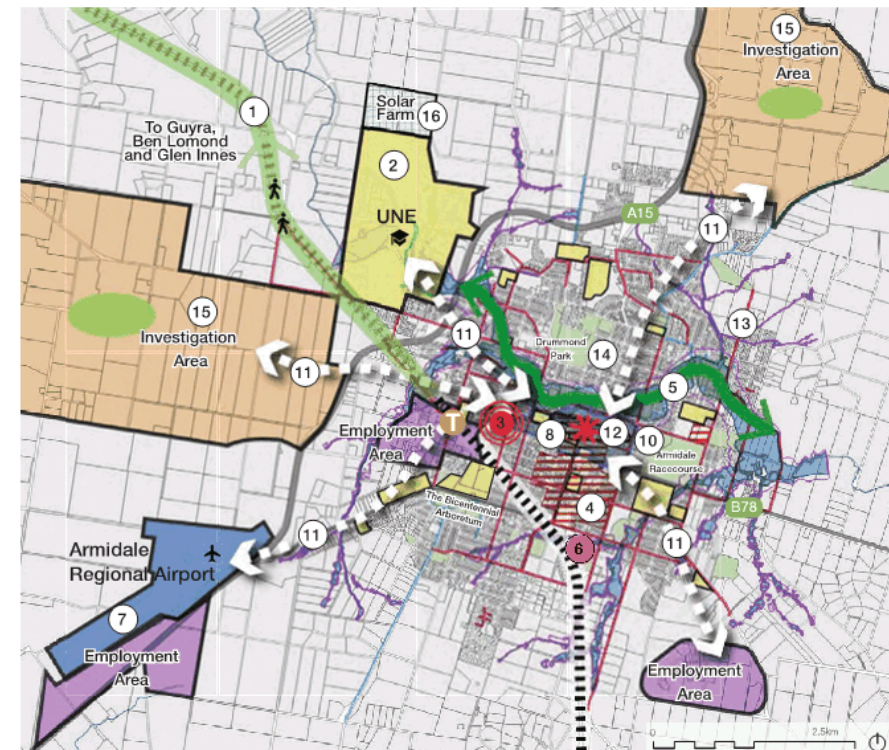 15
Investigation
Area
1
To Guyra,
Ben Lomond
and Glen Innes
Solar
Farm
16
2
UNE
A15
11
15
Investigation
Area
11
11
Drummond
Park
14
13
5
Employment
Area
T
3
8
12
10
Armidale
Racecourse
4
The Bicentennial
Arboretum
B78
11
6
11
Armidale
Regional Airport
7
Employment
Area
Employment
Area
0
2.5km